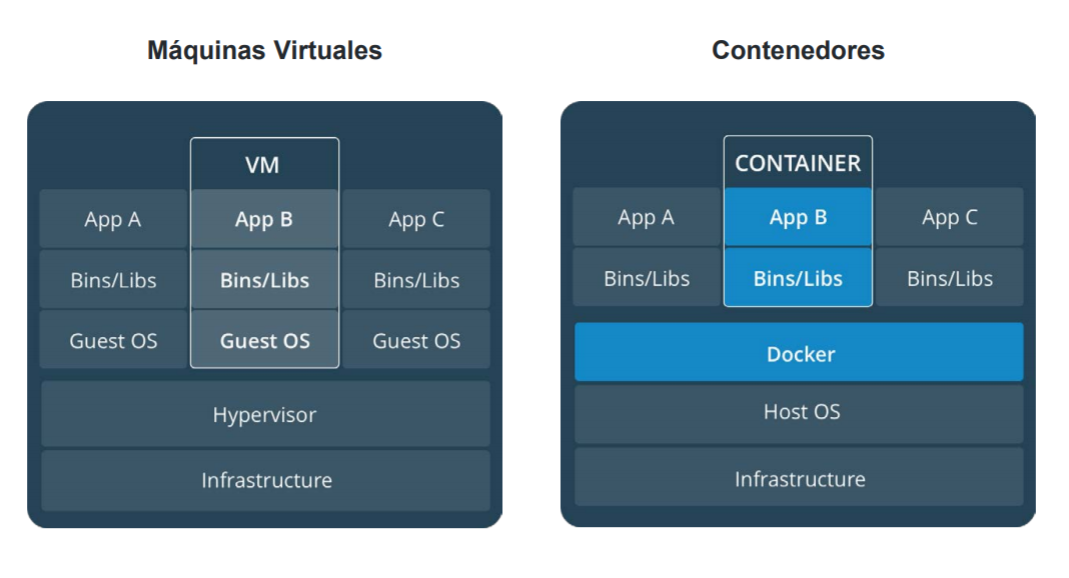 Máquinas Virtuales
VM
App A App B App C
Bins/Libs Bins/Libs Bins/Libs
Guest OS Guest OS Guest OS
Hypervisor
Infrastructure
Contenedores
CONTAINER
App A App B App C
Bins/Libs Bins/Libs Bins/Libs
Docker
Host OS
Infrastructure